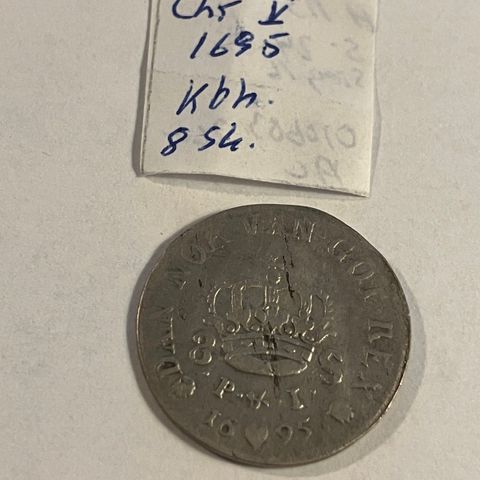 Chr V
1695
Kbh.
8 Sk.
DAN NOR VAN GOT REX
8 S
P. L.
16 95